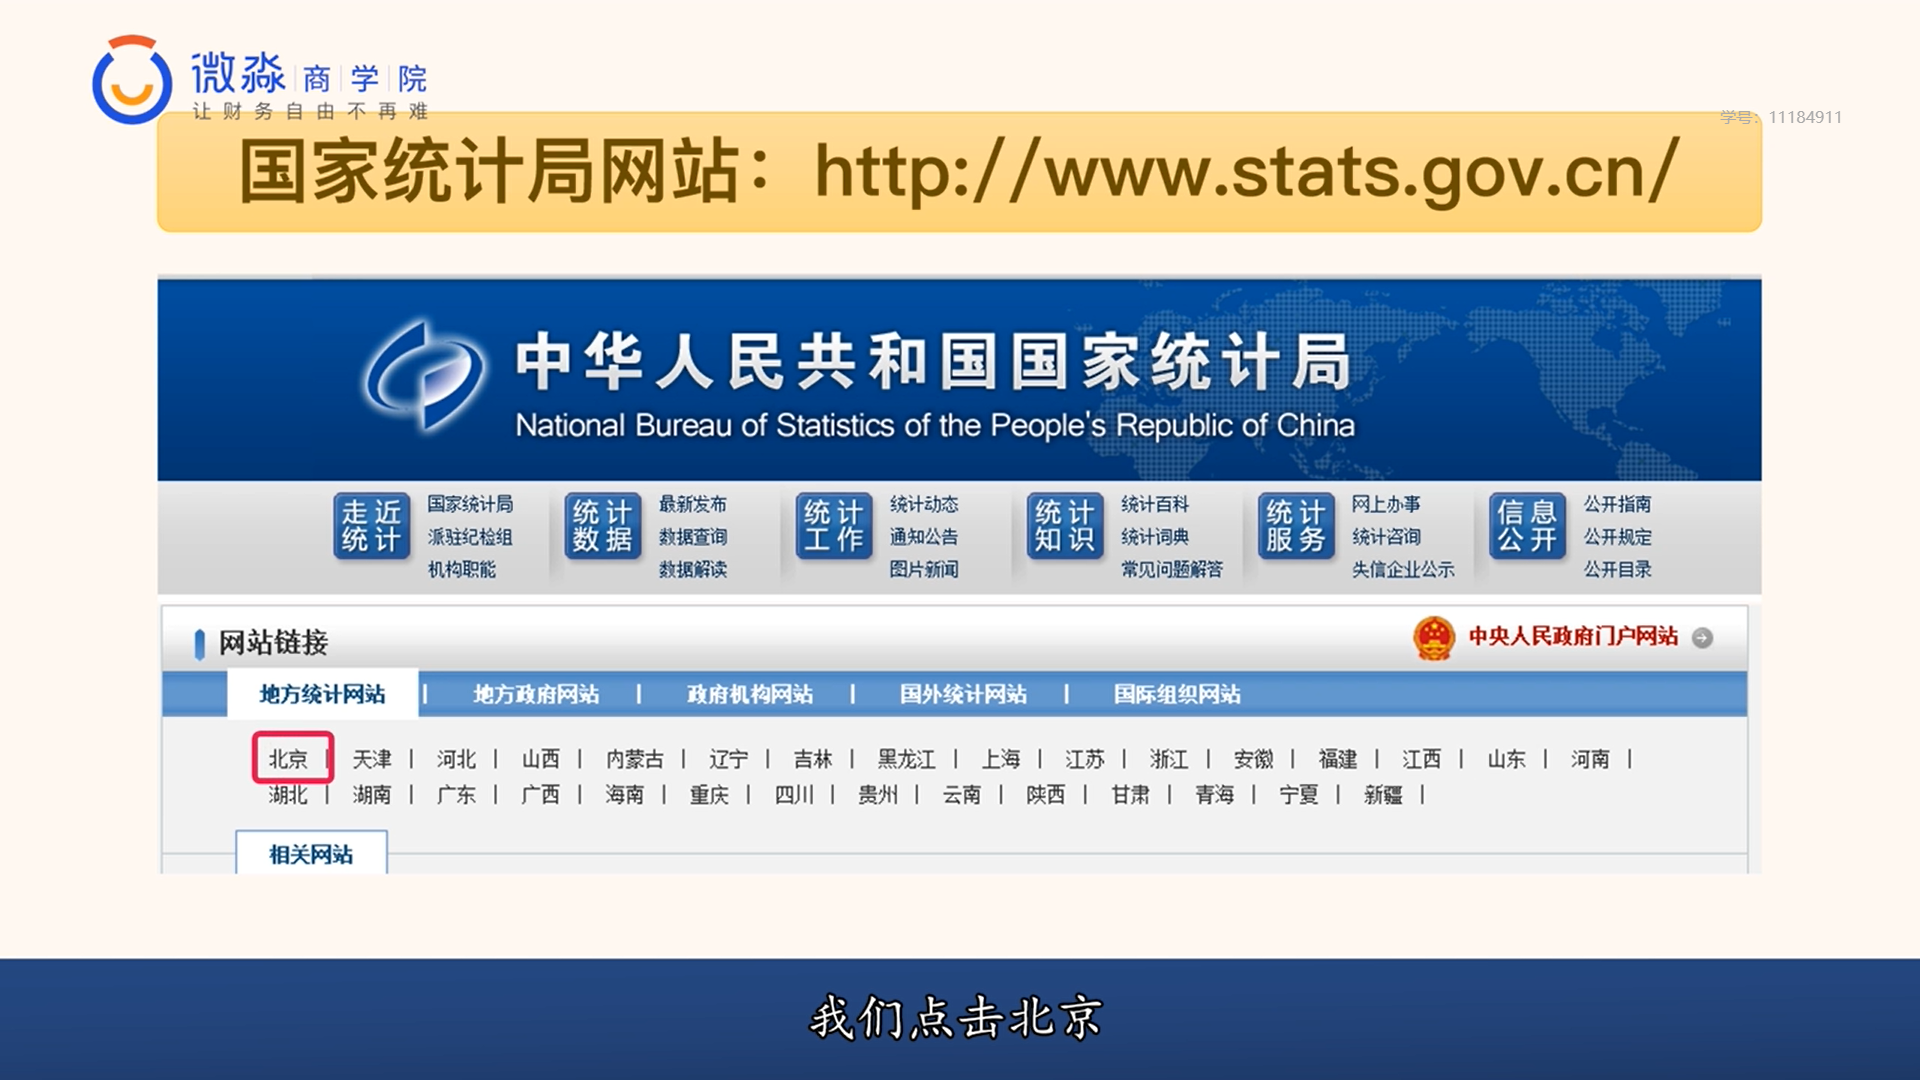 微淼 商 学 院
让财务自由不再难
学号：11184911
国家统计局网站：http://www.stats.gov.cn/
中华人民共和国国家统计局
National Bureau of Statistics of the People's Republic of China
走近统计 国家统计局 派驻纪检组 机构职能
统计数据 最新发布 数据查询 数据解读
统计工作 统计动态 通知公告 图片新闻
统计知识 统计百科 统计词典 常见问题解答
统计服务 网上办事 统计咨询 失信企业公示
信息公开 公开指南 公开规定 公开目录
网站链接
中央人民政府门户网站
地方统计网站 | 地方政府网站 | 政府机构网站 | 国外统计网站 | 国际组织网站
北京 | 天津 | 河北 | 山西 | 内蒙古 | 辽宁 | 吉林 | 黑龙江 | 上海 | 江苏 | 浙江 | 安徽 | 福建 | 江西 | 山东 | 河南 |
湖北 | 湖南 | 广东 | 广西 | 海南 | 重庆 | 四川 | 贵州 | 云南 | 陕西 | 甘肃 | 青海 | 宁夏 | 新疆 |
相关网站
我们点击北京